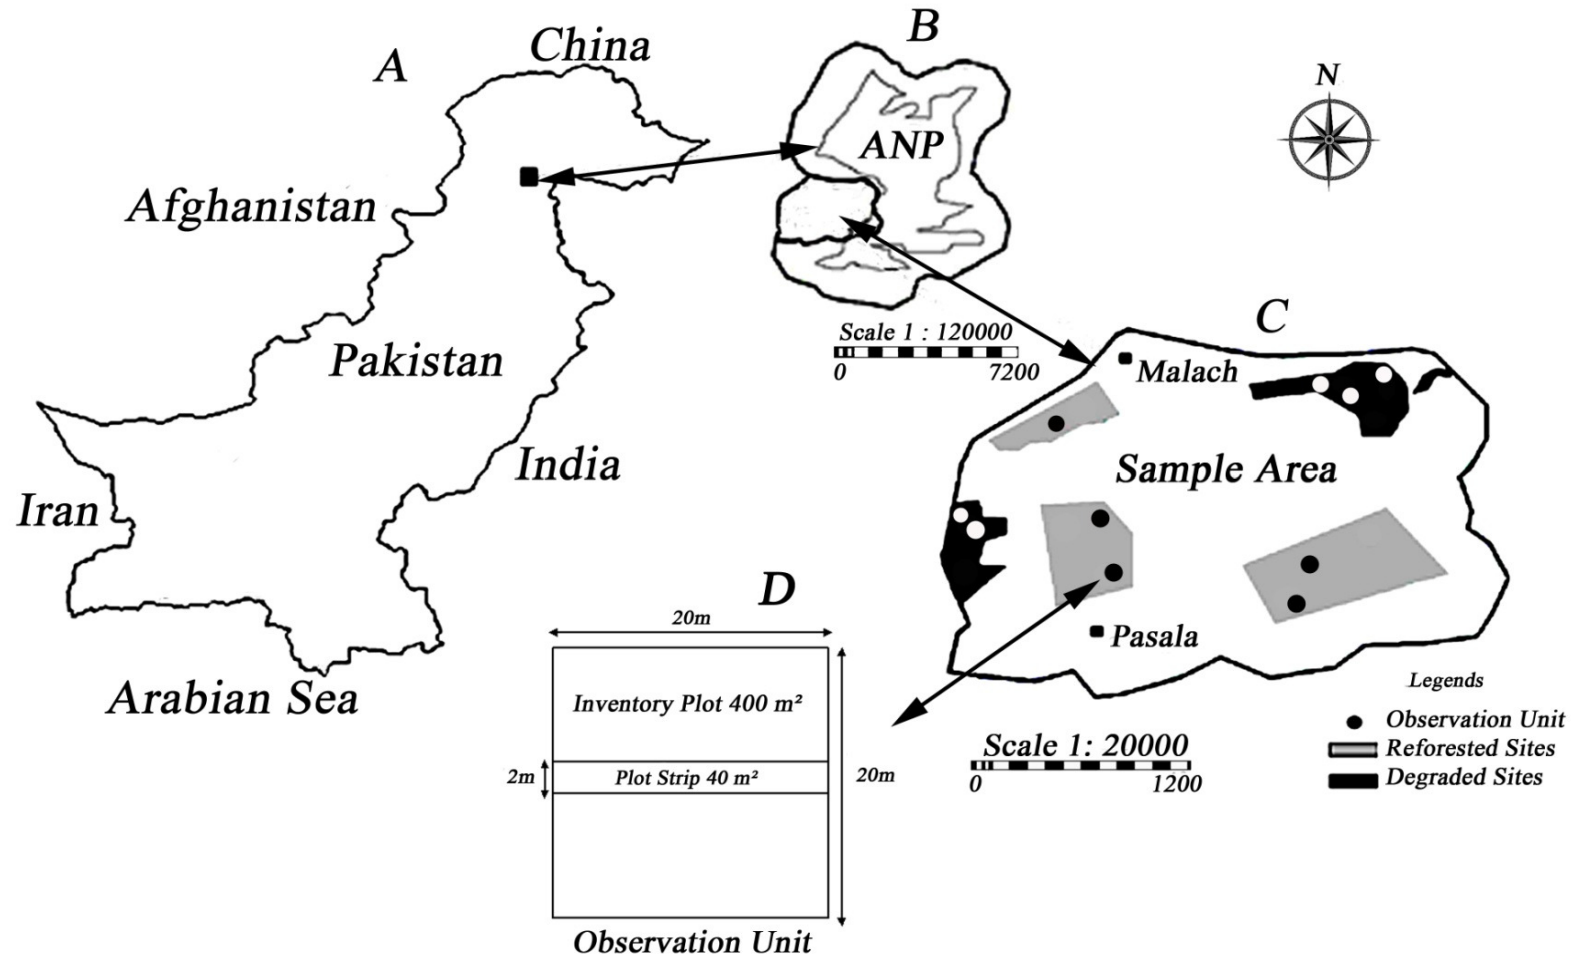 A
China
Afghanistan
Pakistan
Iran
India
Arabian Sea
B
ANP
Scale 1 : 120000
0 7200
N
C
Malach
Sample Area
Pasala
Scale 1: 20000
0 1200
Legends
Observation Unit
Reforested Sites
Degraded Sites
D
20m
Inventory Plot 400 m²
2m
Plot Strip 40 m²
20m
Observation Unit